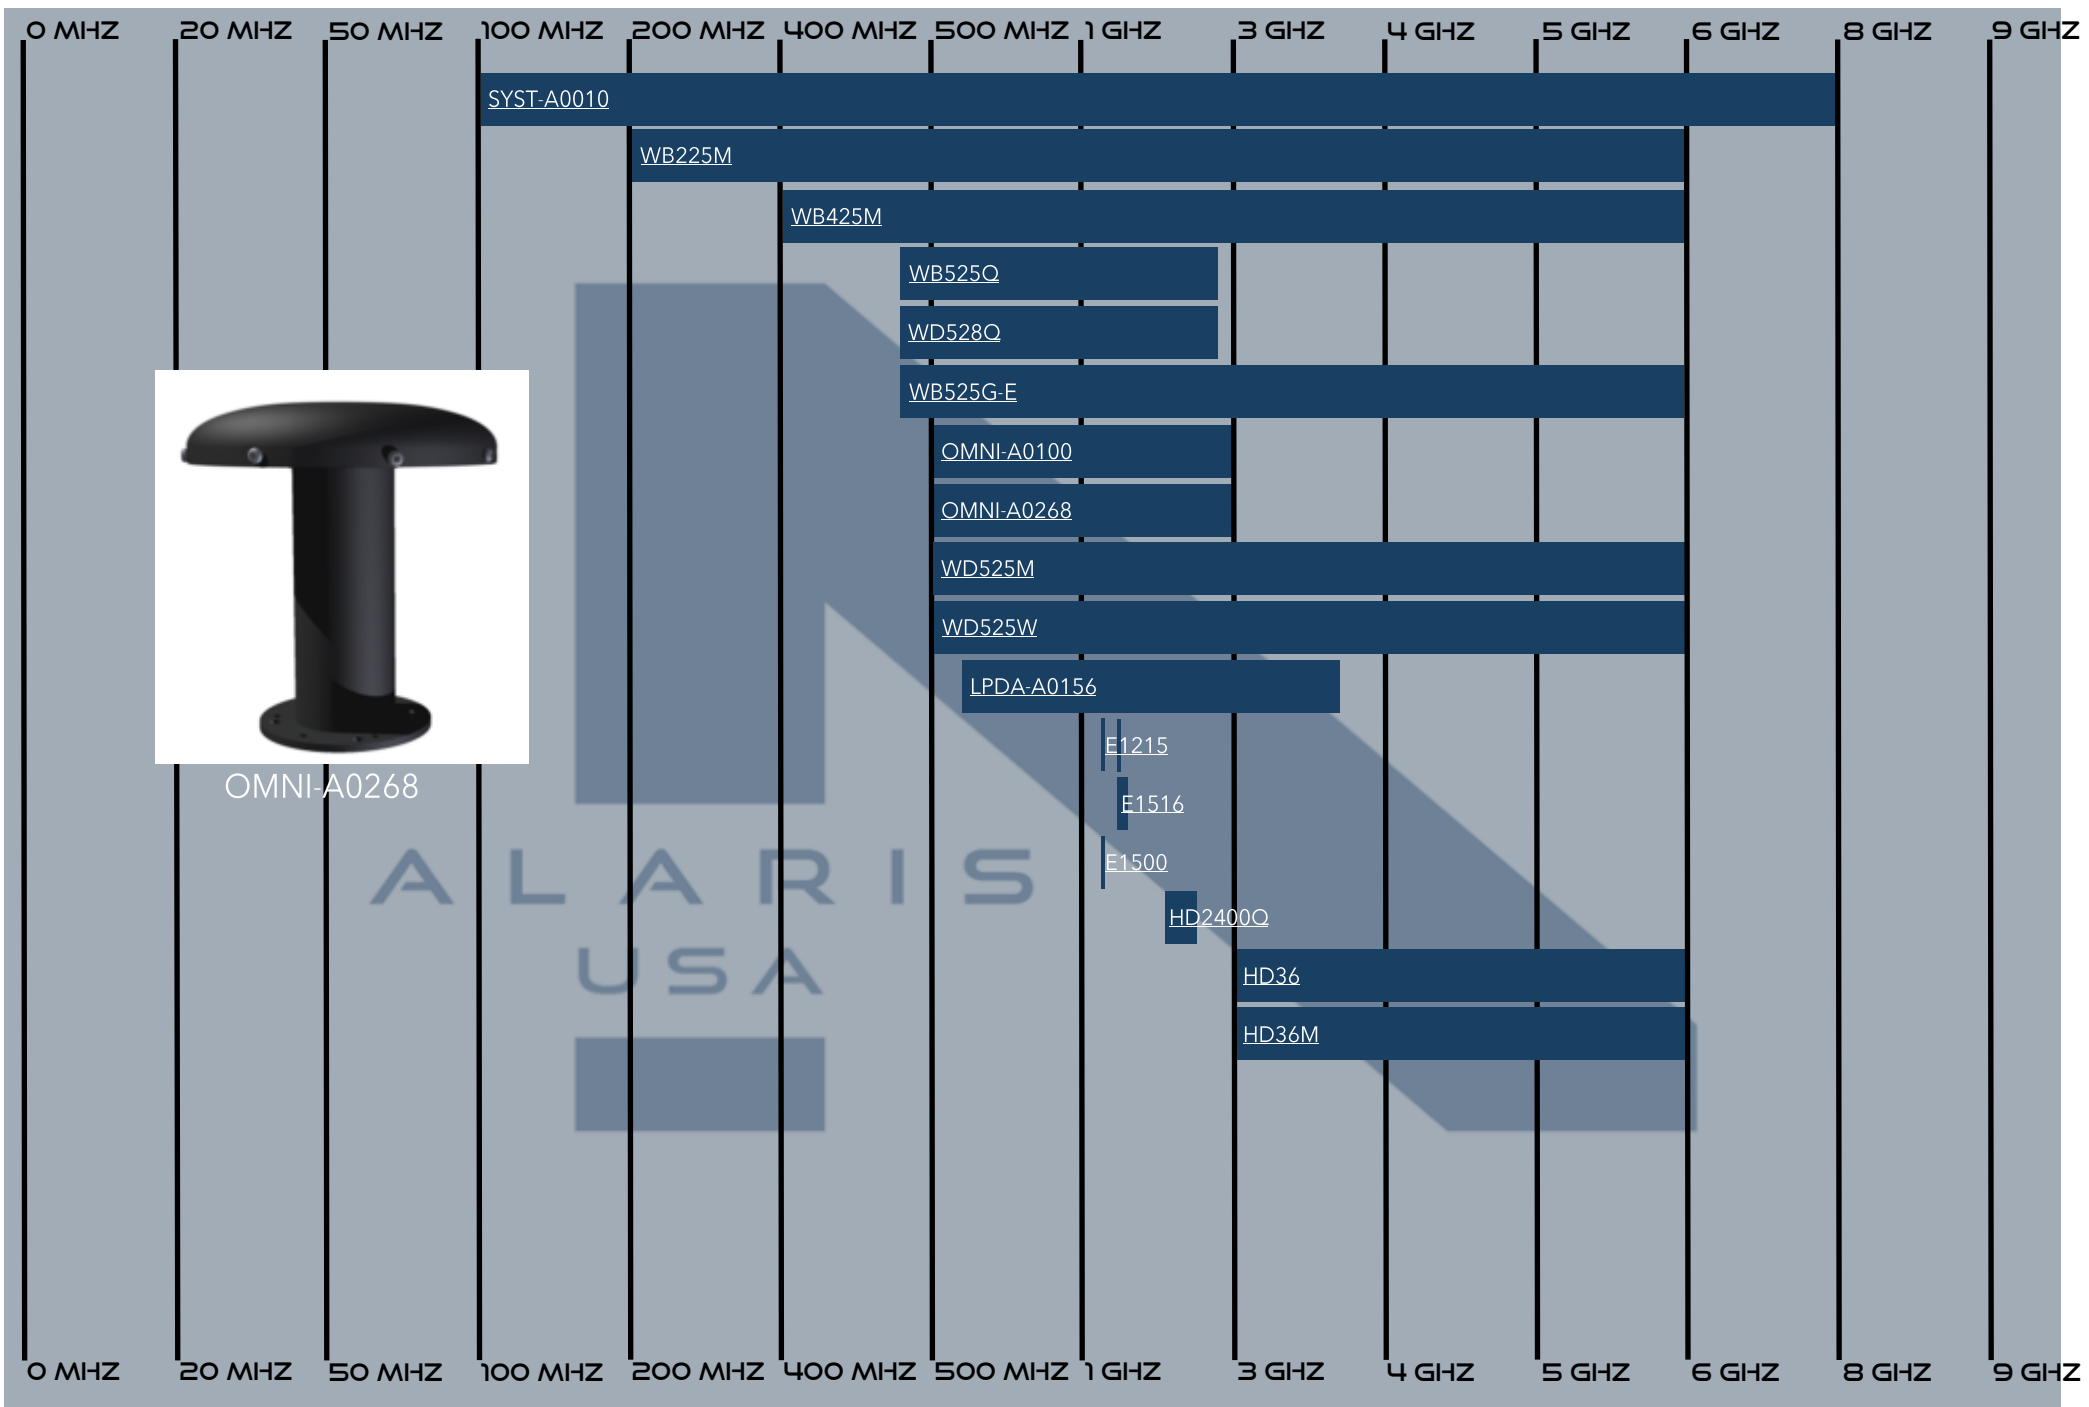 0 MHZ 20 MHZ 50 MHZ 100 MHZ 200 MHZ 400 MHZ 500 MHZ 1 GHZ 3 GHZ 4 GHZ 5 GHZ 6 GHZ 8 GHZ 9 GHZ
SYST-A0010
WB225M
WB425M
WB525Q
WD528Q
WB525G-E
OMNI-A0100
OMNI-A0268
WD525M
WD525W
LPDA-A0156
E1215
OMNI-A0268
E1516
E1500
ALARIS
HD2400Q
USA
HD36
HD36M
0 MHZ 20 MHZ 50 MHZ 100 MHZ 200 MHZ 400 MHZ 500 MHZ 1 GHZ 3 GHZ 4 GHZ 5 GHZ 6 GHZ 8 GHZ 9 GHZ